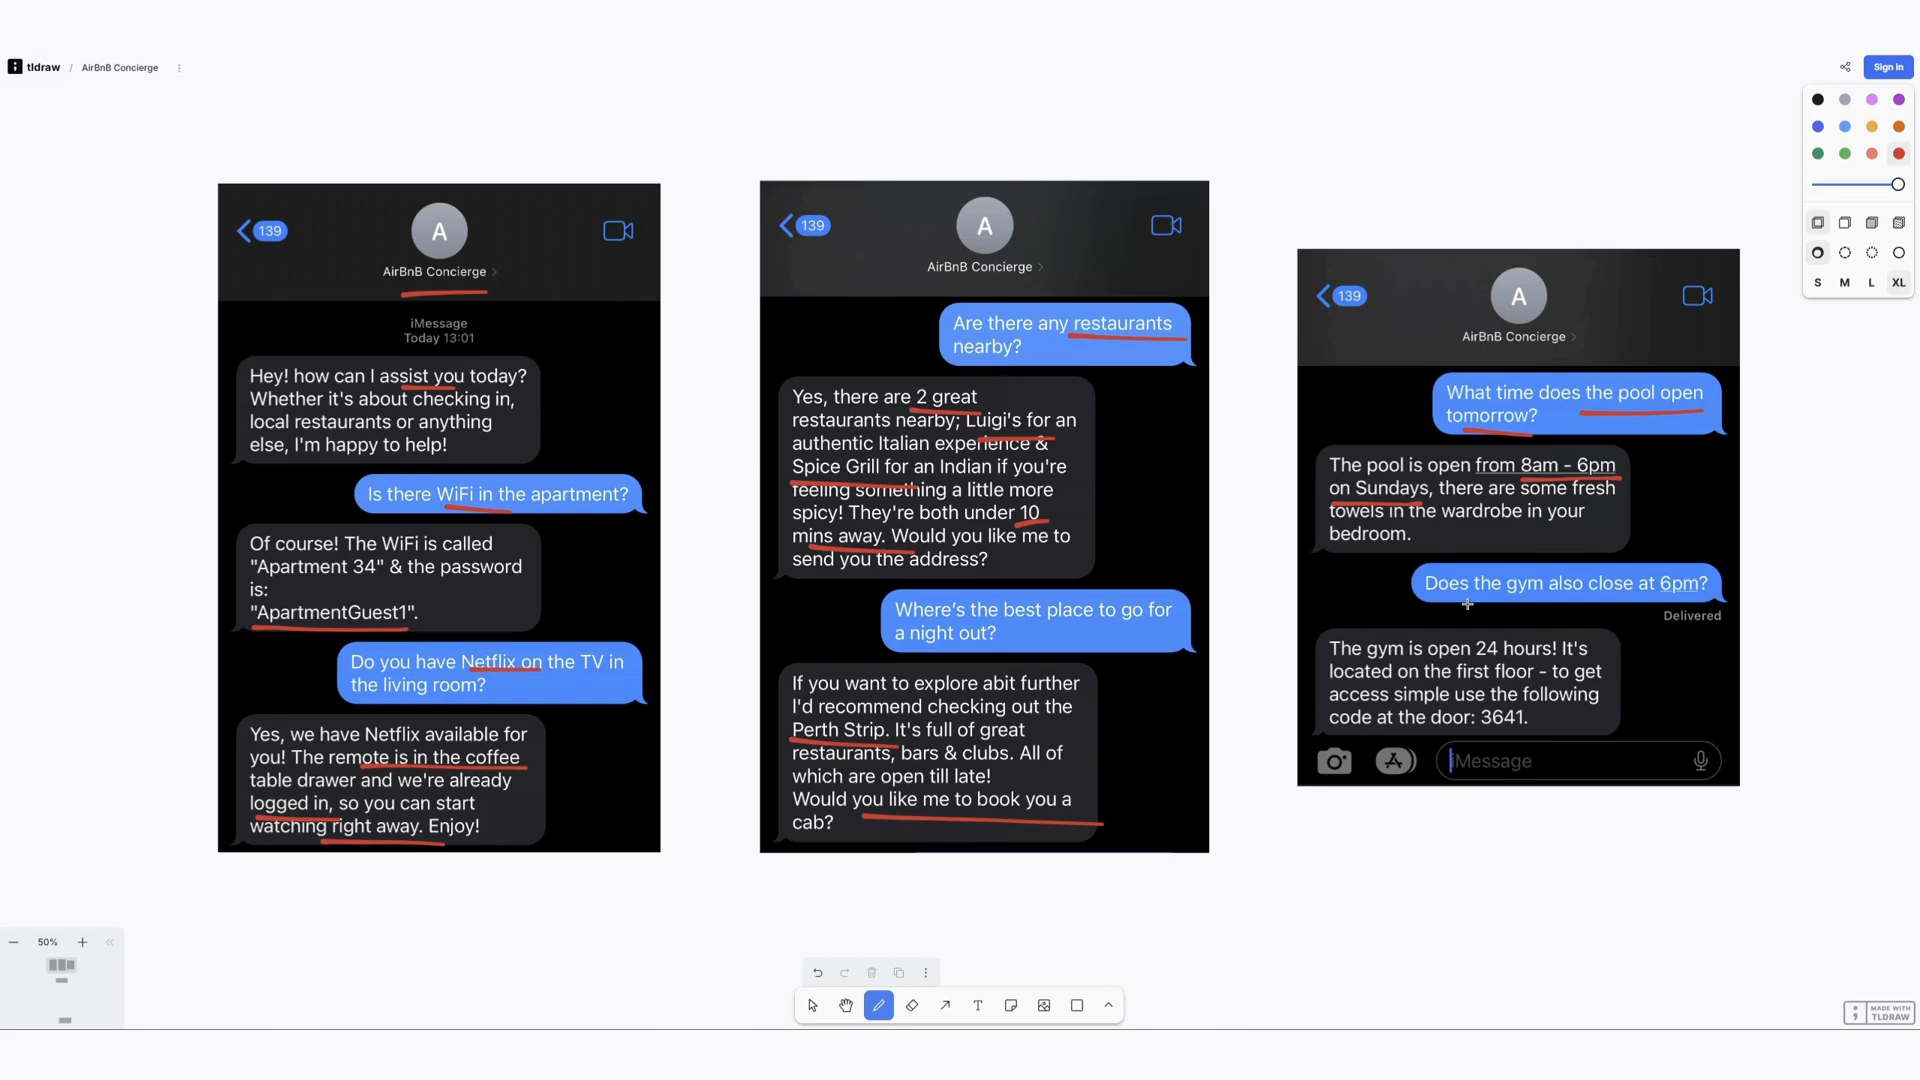 tldraw / AirBnB Concierge
Sign in
S M L XL
139
A
AirBnB Concierge
iMessage
Today 13:01
Hey! how can I assist you today?
Whether it's about checking in,
local restaurants or anything
else, I'm happy to help!
Is there WiFi in the apartment?
Of course! The WiFi is called
"Apartment 34" & the password
is:
"ApartmentGuest1".
Do you have Netflix on the TV in
the living room?
Yes, we have Netflix available for
you! The remote is in the coffee
table drawer and we're already
logged in, so you can start
watching right away. Enjoy!
139
A
AirBnB Concierge
Are there any restaurants
nearby?
Yes, there are 2 great
restaurants nearby; Luigi's for an
authentic Italian experience &
Spice Grill for an Indian if you're
feeling something a little more
spicy! They're both under 10
mins away. Would you like me to
send you the address?
Where's the best place to go for
a night out?
If you want to explore abit further
I'd recommend checking out the
Perth Strip. It's full of great
restaurants, bars & clubs. All of
which are open till late!
Would you like me to book you a
cab?
139
A
AirBnB Concierge
What time does the pool open
tomorrow?
The pool is open from 8am - 6pm
on Sundays, there are some fresh
towels in the wardrobe in your
bedroom.
Does the gym also close at 6pm?
Delivered
The gym is open 24 hours! It's
located on the first floor - to get
access simple use the following
code at the door: 3641.
iMessage
50%
MADE WITH
TLDRAW